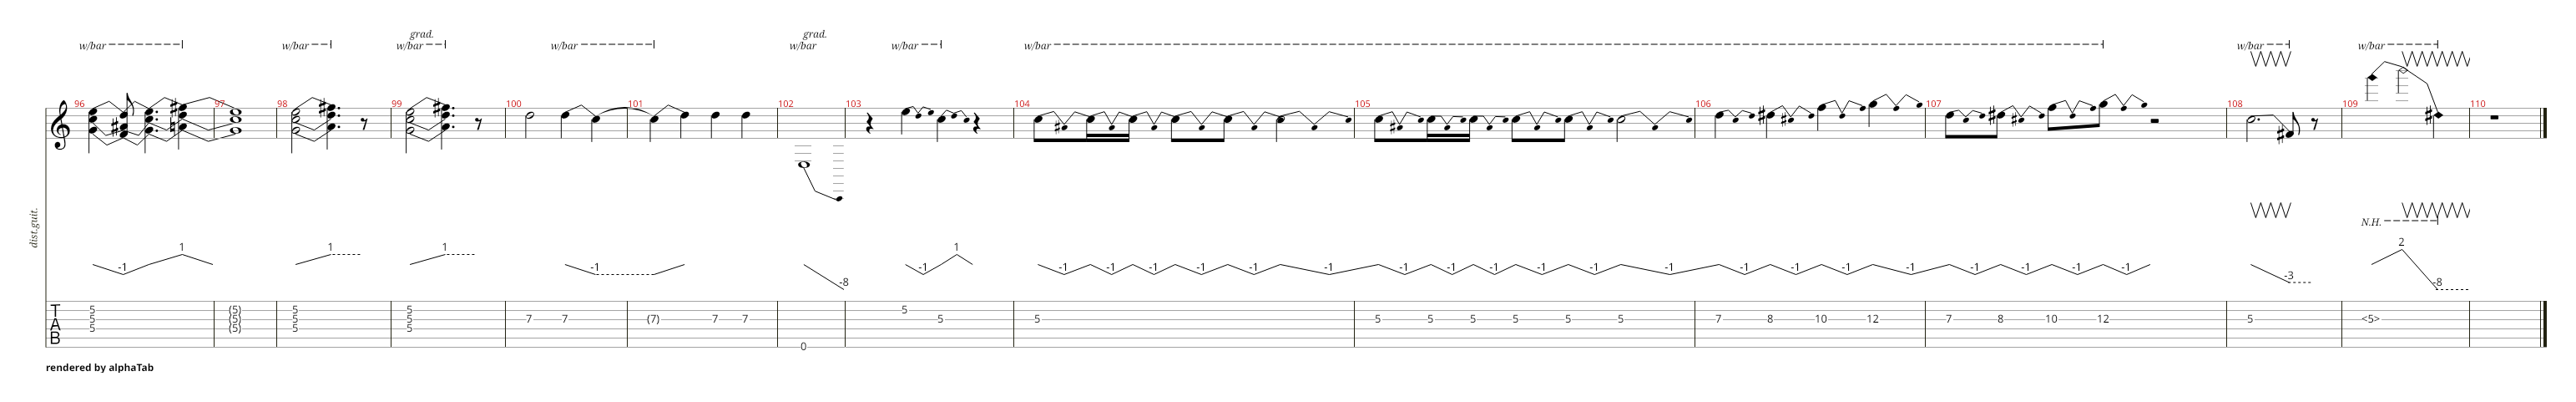 grad. grad.
w/bar w/bar w/bar w/bar w/bar w/bar w/bar w/bar w/bar
96 97 98 99 100 101 102 103 104 105 106 107 108 109 110
dist.guit.
N.H.
1 1 1 1 2
-1 -1 -1 -1 -1 -1 -1 -1 -1 -1 -1 -1 -1 -1 -1 -1 -1 -1 -1 -1 -1 -1 -3
-8 -8
5 (5) 5 5 5
5 (5) 5 5 7 7 (7) 7 7 5 5 5 5 5 5 5 5 7 8 10 12 7 8 10 12 5 <5>
5 (5) 5 5
0
T
A
B
rendered by alphaTab